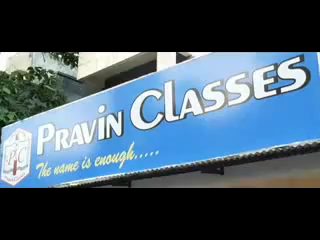 PRAVIN CLASSES
The name is enough.....